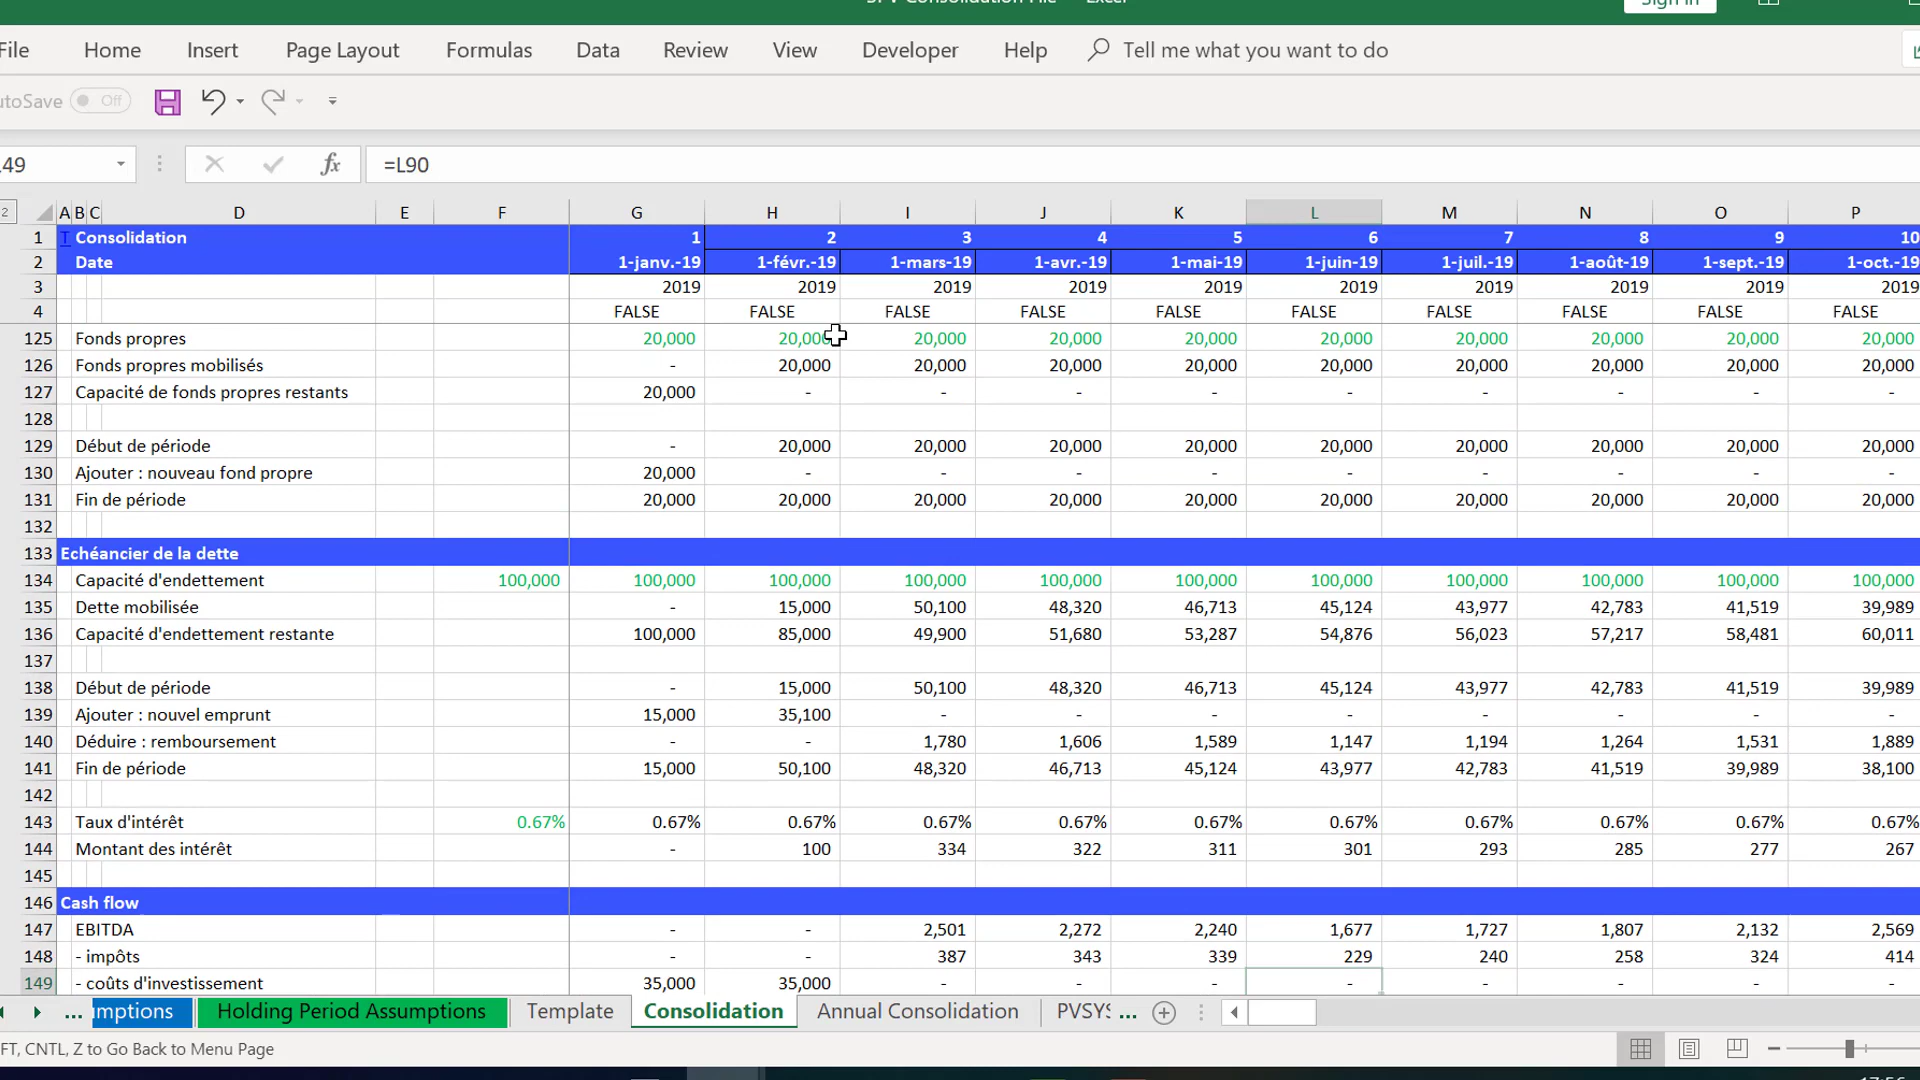 File Home Insert Page Layout Formulas Data Review View Developer Help Tell me what you want to do
utoSave Off
49 fx =L90
2 A B C D E F G H I J K L M N O P
1 T Consolidation 1 2 3 4 5 6 7 8 9 10
2 Date 1-janv.-19 1-févr.-19 1-mars-19 1-avr.-19 1-mai-19 1-juin-19 1-juil.-19 1-août-19 1-sept.-19 1-oct.-19
3 2019 2019 2019 2019 2019 2019 2019 2019 2019 2019
4 FALSE FALSE FALSE FALSE FALSE FALSE FALSE FALSE FALSE FALSE
125 Fonds propres 20,000 20,000 20,000 20,000 20,000 20,000 20,000 20,000 20,000 20,000
126 Fonds propres mobilisés - 20,000 20,000 20,000 20,000 20,000 20,000 20,000 20,000 20,000
127 Capacité de fonds propres restants 20,000 - - - - - - - - -
128
129 Début de période - 20,000 20,000 20,000 20,000 20,000 20,000 20,000 20,000 20,000
130 Ajouter : nouveau fond propre 20,000 - - - - - - - - -
131 Fin de période 20,000 20,000 20,000 20,000 20,000 20,000 20,000 20,000 20,000 20,000
132
133 Echéancier de la dette
134 Capacité d'endettement 100,000 100,000 100,000 100,000 100,000 100,000 100,000 100,000 100,000 100,000 100,000
135 Dette mobilisée - 15,000 50,100 48,320 46,713 45,124 43,977 42,783 41,519 39,989
136 Capacité d'endettement restante 100,000 85,000 49,900 51,680 53,287 54,876 56,023 57,217 58,481 60,011
137
138 Début de période - 15,000 50,100 48,320 46,713 45,124 43,977 42,783 41,519 39,989
139 Ajouter : nouvel emprunt 15,000 35,100 - - - - - - - -
140 Déduire : remboursement - - 1,780 1,606 1,589 1,147 1,194 1,264 1,531 1,889
141 Fin de période 15,000 50,100 48,320 46,713 45,124 43,977 42,783 41,519 39,989 38,100
142
143 Taux d'intérêt 0.67% 0.67% 0.67% 0.67% 0.67% 0.67% 0.67% 0.67% 0.67% 0.67% 0.67%
144 Montant des intérêt - 100 334 322 311 301 293 285 277 267
145
146 Cash flow
147 EBITDA - - 2,501 2,272 2,240 1,677 1,727 1,807 2,132 2,569
148 - impôts - - 387 343 339 229 240 258 324 414
149 - coûts d'investissement 35,000 35,000 - - - - - - - -
... umptions Holding Period Assumptions Template Consolidation Annual Consolidation PVSYS ...
FT, CNTL, Z to Go Back to Menu Page